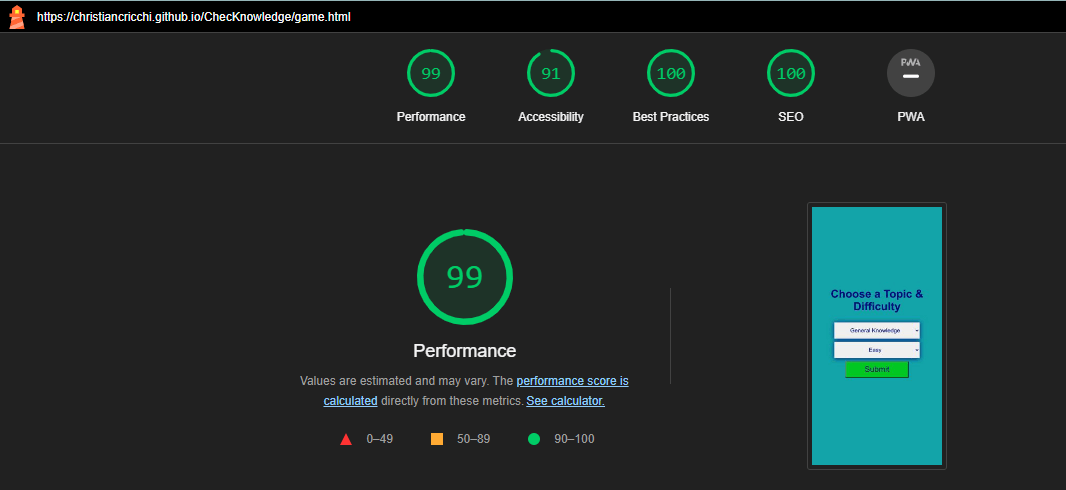 https://christiancricchi.github.io/ChecKnowledge/game.html
99
91
100
100
PWA
Performance
Accessibility
Best Practices
SEO
PWA
99
Performance
Values are estimated and may vary. The performance score is
calculated directly from these metrics. See calculator.
0–49
50–89
90–100
Choose a Topic &
Difficulty
General Knowledge
Easy
Submit